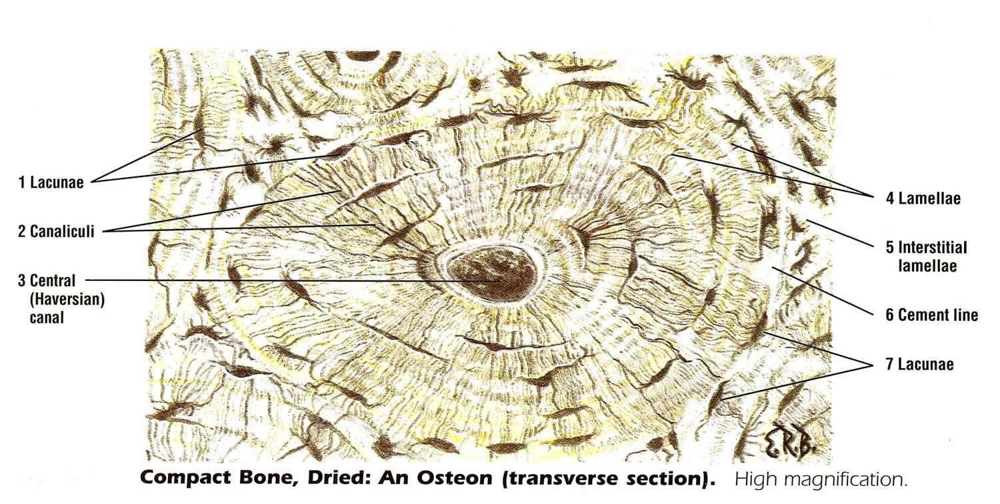 1 Lacunae
2 Canaliculi
3 Central
(Haversian)
canal
4 Lamellae
5 Interstitial
lamellae
6 Cement line
7 Lacunae
E.R.B.
Compact Bone, Dried: An Osteon (transverse section). High magnification.